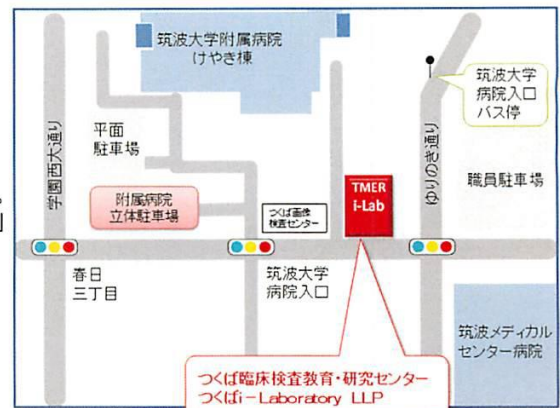 筑波大学附属病院
けやき棟
筑波大学
病院入口
バス停
学園西大通り
平面
駐車場
ゆりのき通り
職員駐車場
附属病院
立体駐車場
つくば画像
検査センター
TMER
i-Lab
春日
三丁目
筑波大学
病院入口
筑波メディカル
センター病院
つくば臨床検査教育・研究センター
つくばi-Laboratory LLP